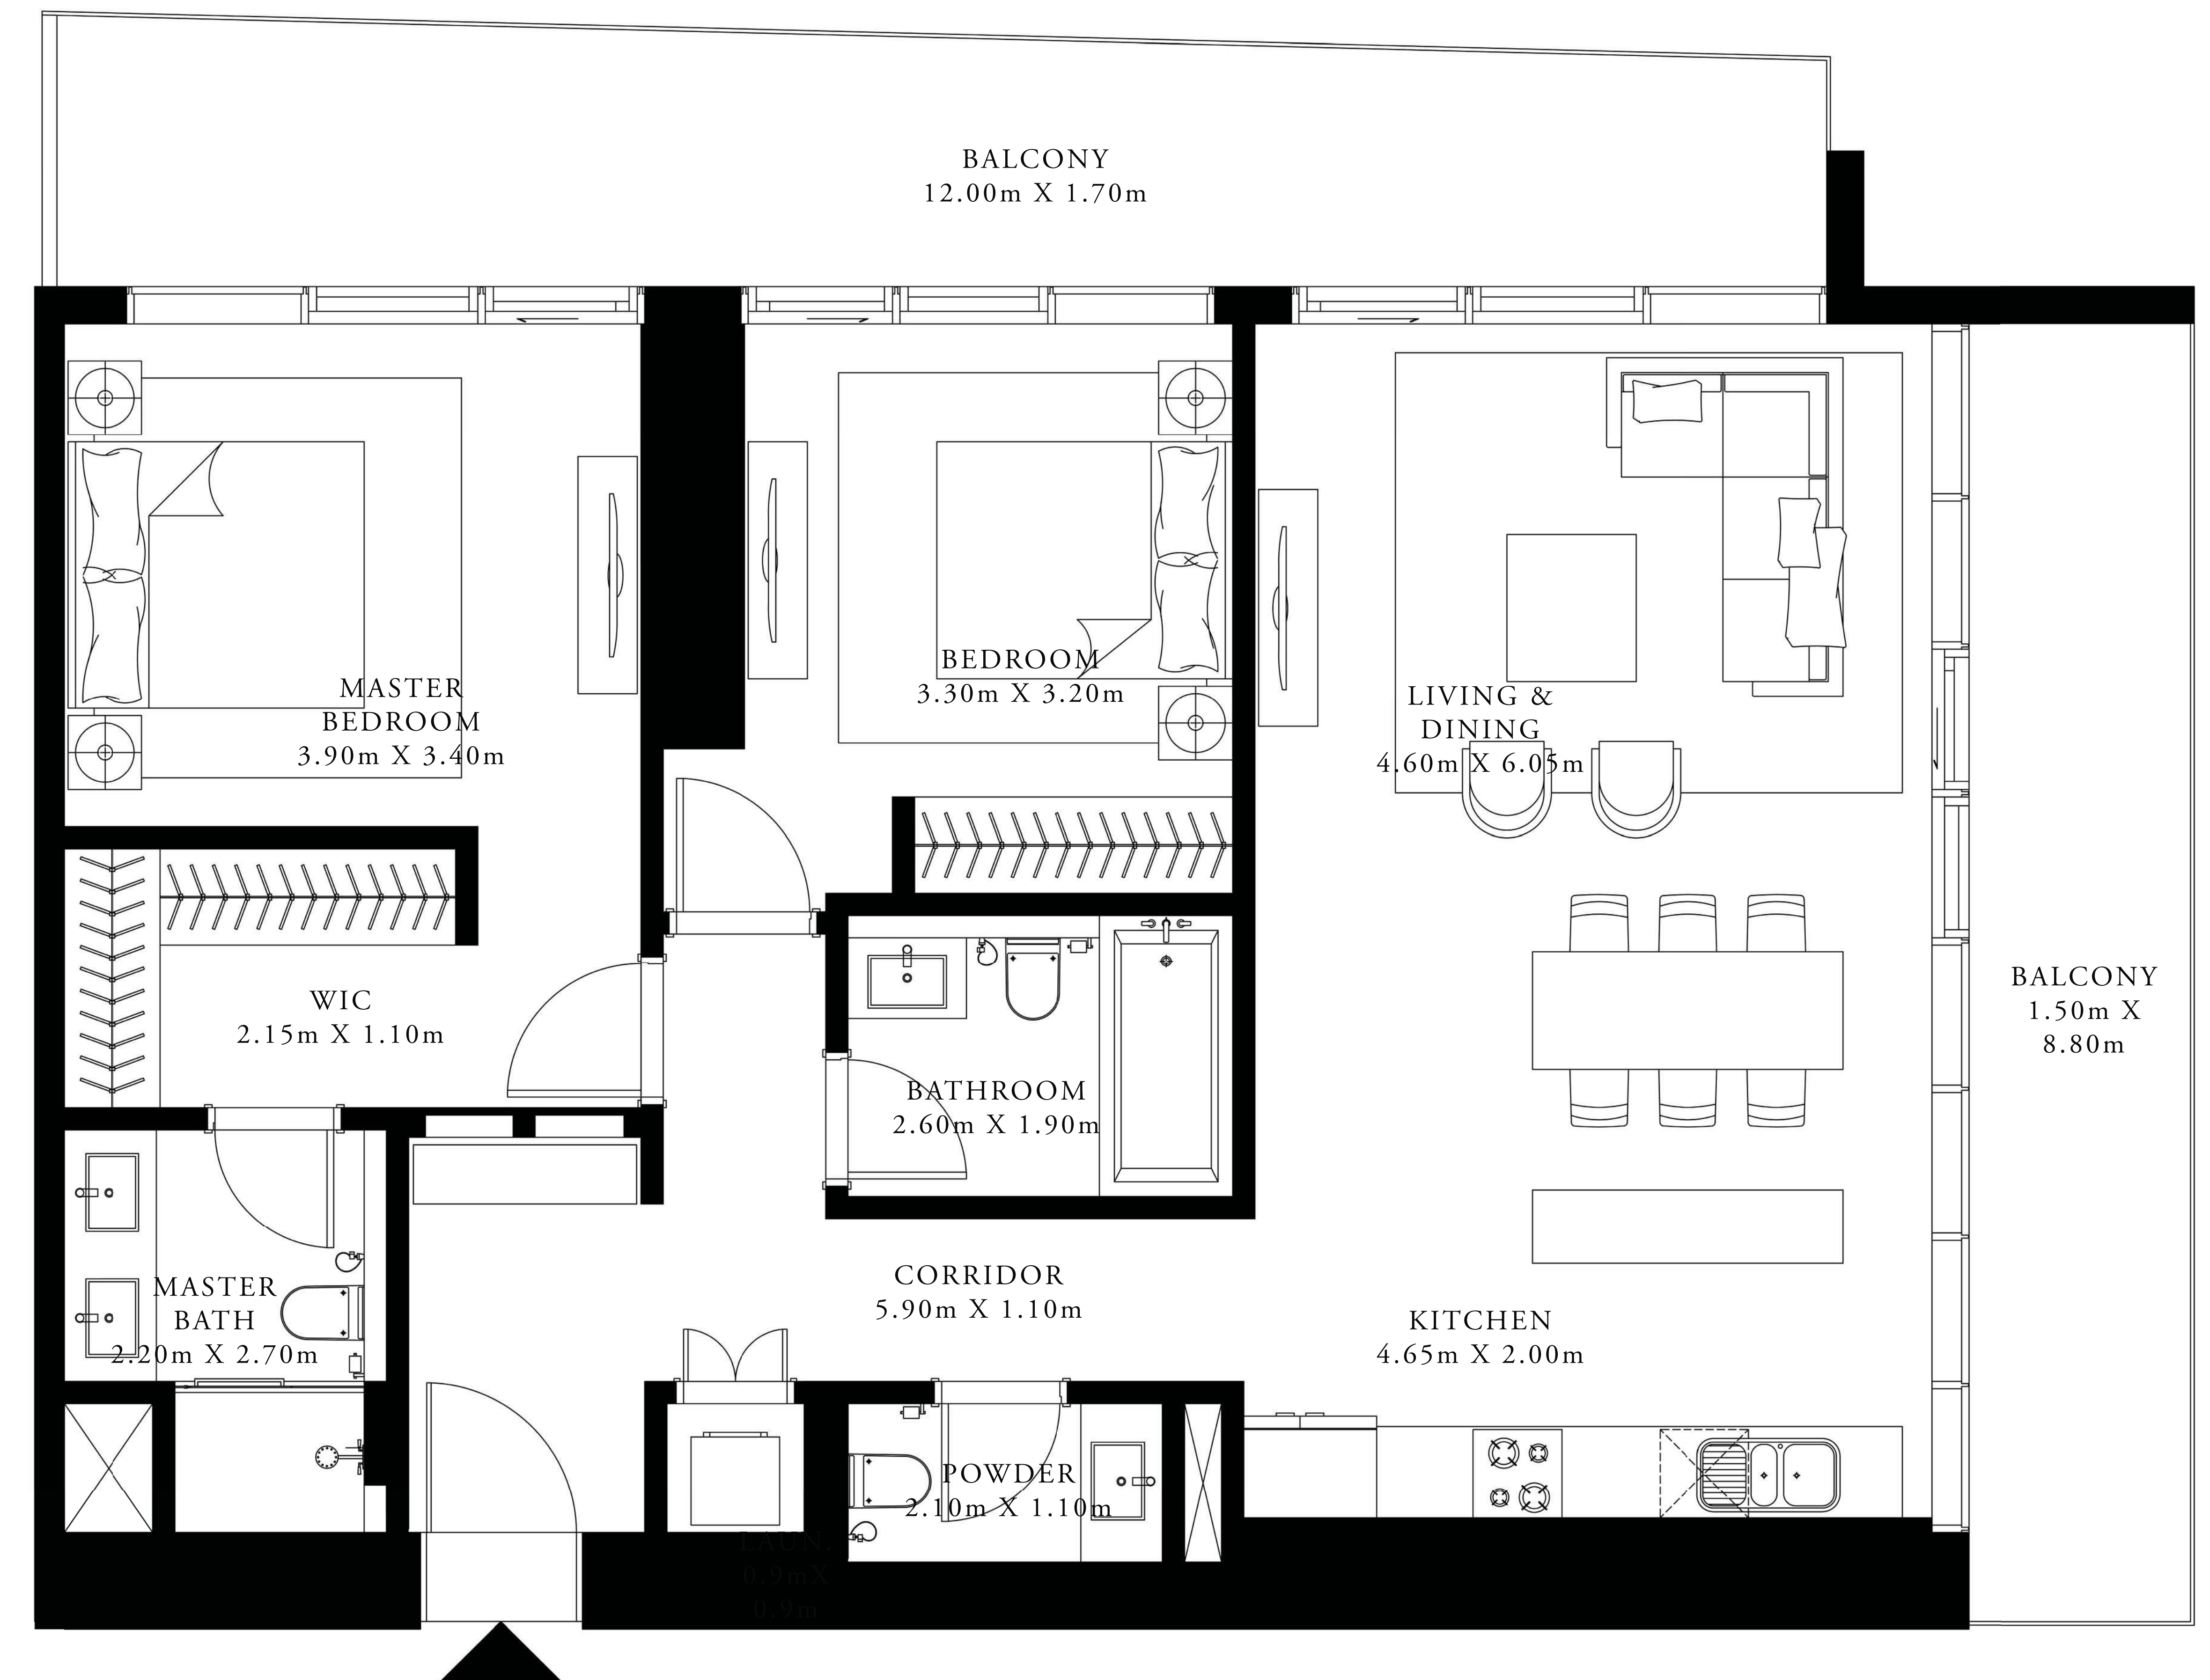 BALCONY
12.00m X 1.70m
MASTER
BEDROOM
3.90m X 3.40m
BEDROOM
3.30m X 3.20m
LIVING &
DINING
4.60m X 6.05m
WIC
2.15m X 1.10m
BATHROOM
2.60m X 1.90m
BALCONY
1.50m X
8.80m
MASTER
BATH
2.20m X 2.70m
CORRIDOR
5.90m X 1.10m
KITCHEN
4.65m X 2.00m
POWDER
2.10m X 1.10m
LAUN.
0.9mX
0.9m